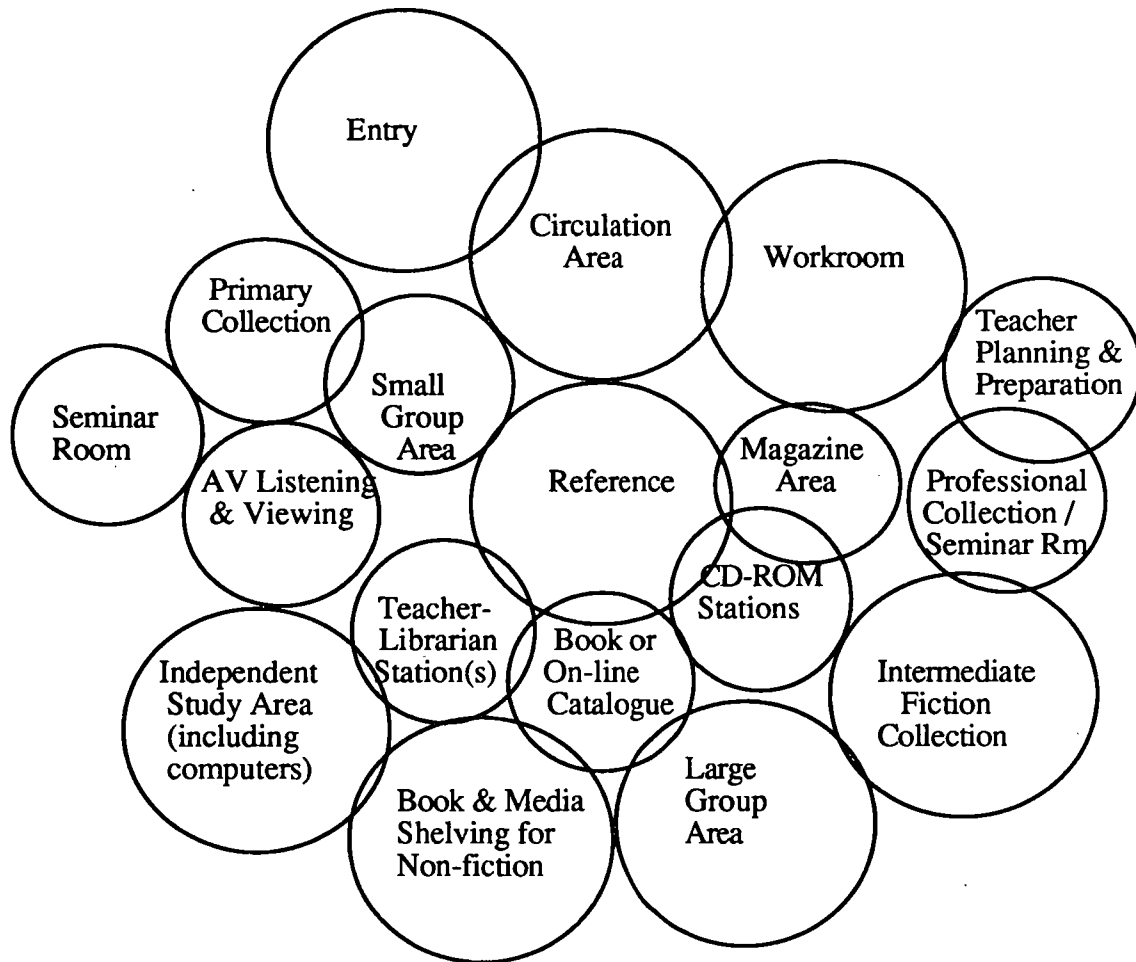 Entry
Circulation
Area
Workroom
Primary
Collection
Teacher
Planning &
Preparation
Small
Group
Area
Seminar
Room
Magazine
Area
AV Listening
& Viewing
Reference
Professional
Collection /
Seminar Rm
CD-ROM
Stations
Teacher-
Librarian
Station(s)
Book or
On-line
Catalogue
Independent
Study Area
(including
computers)
Intermediate
Fiction
Collection
Book & Media
Shelving for
Non-fiction
Large
Group
Area